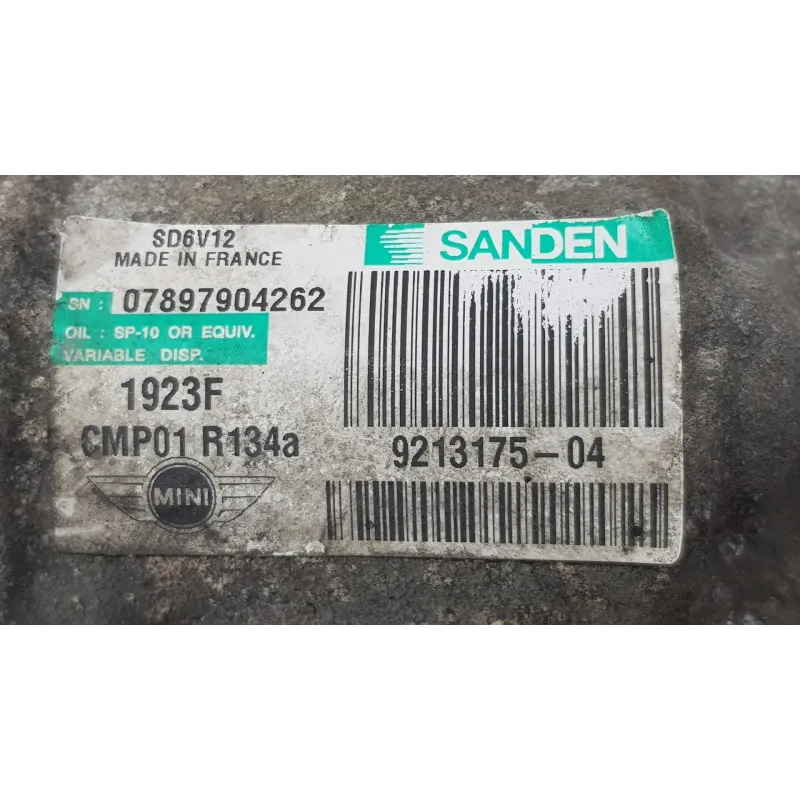 SD6V12
MADE IN FRANCE
SANDEN
SN : 07897904262
OIL : SP-10 OR EQUIV.
VARIABLE DISP.
1923F
CMP01 R134a
9213175-04
MINI